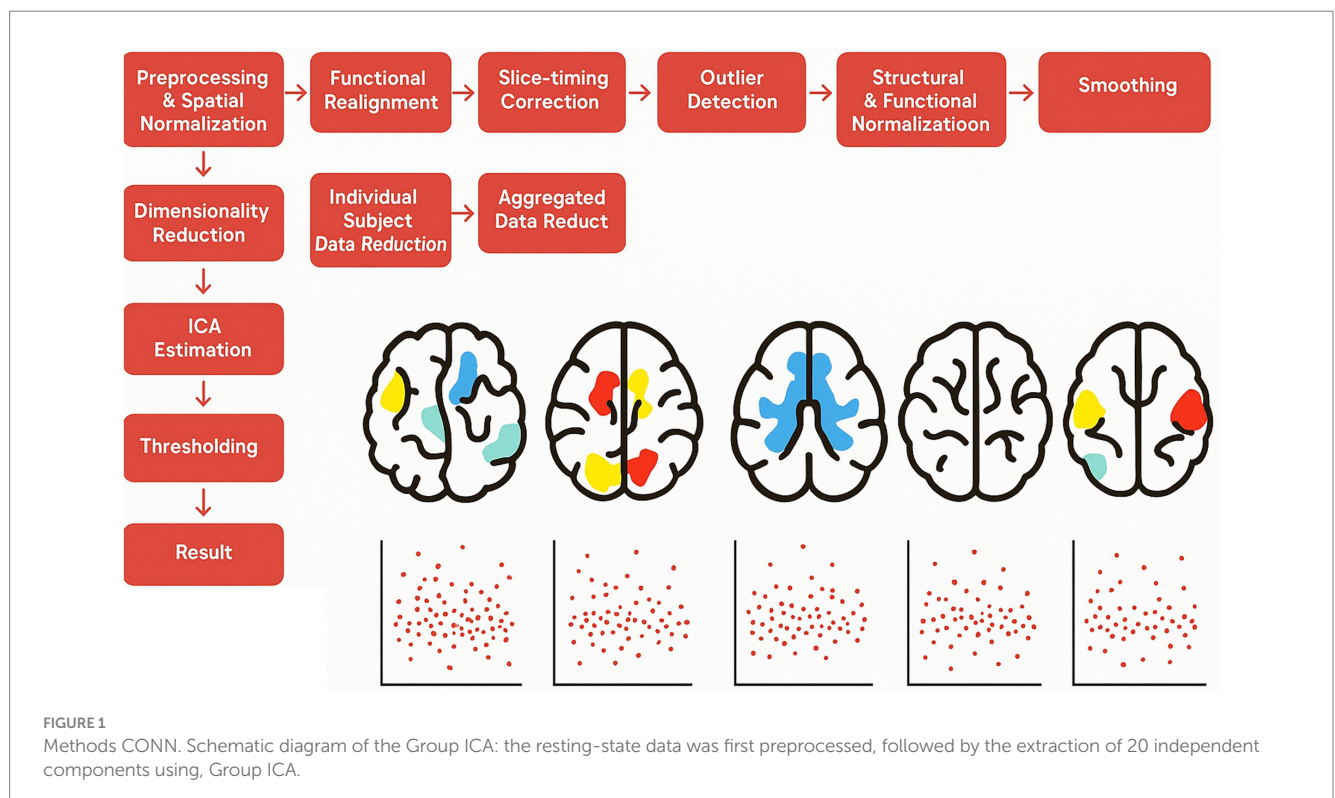 Preprocessing
& Spatial
Normalization
Functional
Realignment
Slice-timing
Correction
Outlier
Detection
Structural
& Functional
Normalizatioon
Smoothing
Dimensionality
Reduction
Individual
Subject
Data Reduction
Aggregated
Data Reduct
ICA
Estimation
Thresholding
Result
FIGURE 1
Methods CONN. Schematic diagram of the Group ICA: the resting-state data was first preprocessed, followed by the extraction of 20 independent
components using, Group ICA.